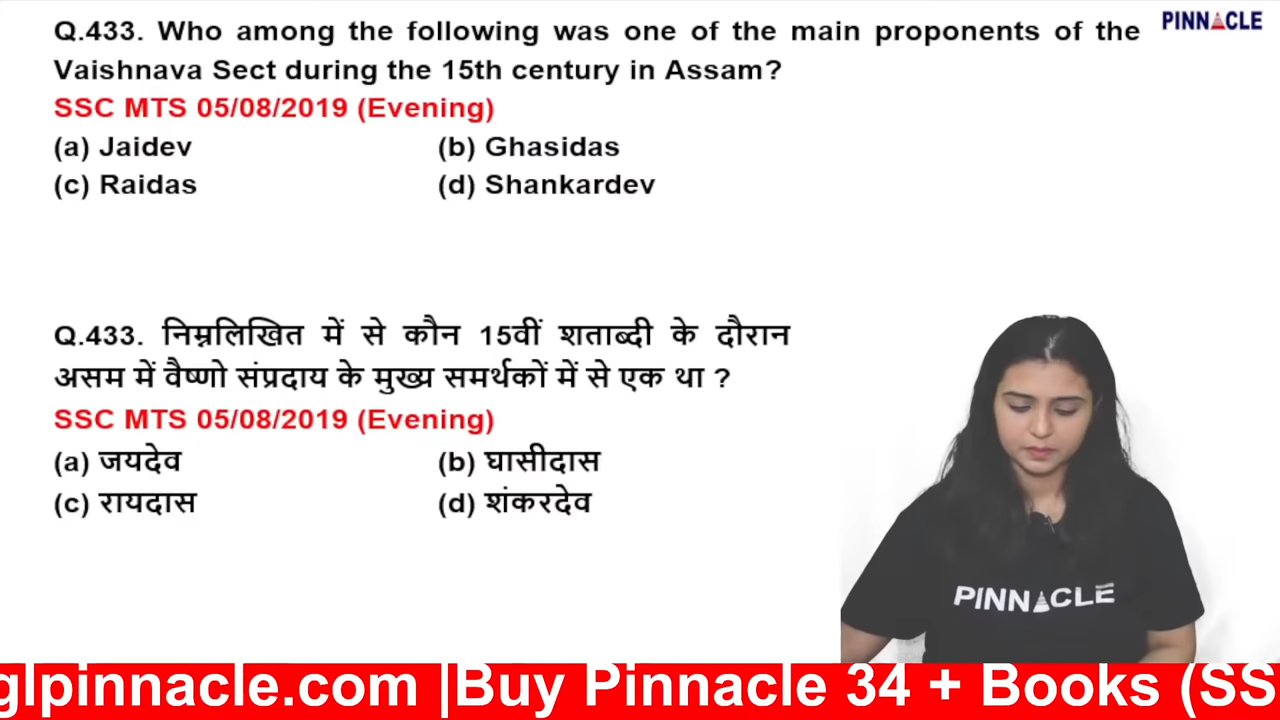 Q.433. Who among the following was one of the main proponents of the
PINNACLE
Vaishnava Sect during the 15th century in Assam?
SSC MTS 05/08/2019 (Evening)
(a) Jaidev (b) Ghasidas
(c) Raidas (d) Shankardev
Q.433. निम्नलिखित में से कौन 15वीं शताब्दी के दौरान
असम में वैष्णो संप्रदाय के मुख्य समर्थकों में से एक था ?
SSC MTS 05/08/2019 (Evening)
(a) जयदेव (b) घासीदास
(c) रायदास (d) शंकरदेव
PINNACLE
glpinnacle.com |Buy Pinnacle 34 + Books (SS